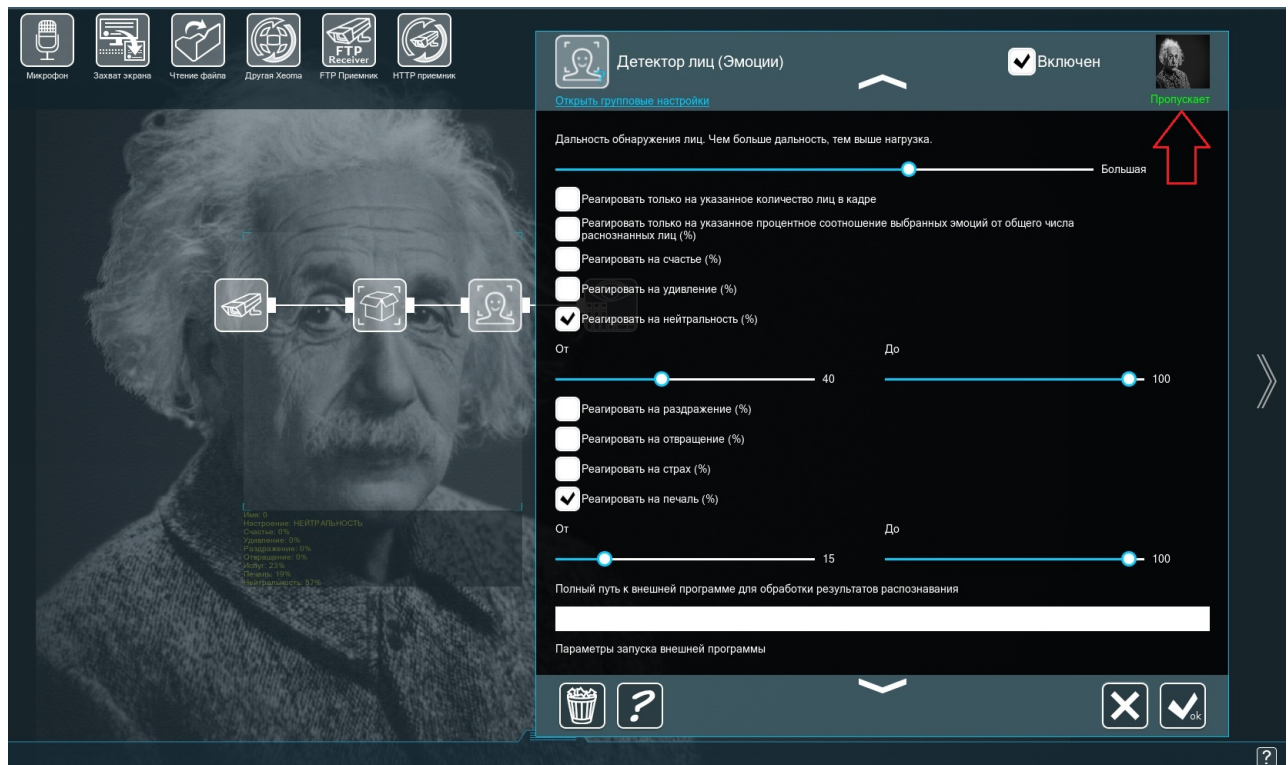 FTP
Receiver
Микрофон
Захват экрана
Чтение файла
Другая Xeoma
FTP Приемник
HTTP приемник
Детектор лиц (Эмоции)
Включен
Открыть групповые настройки
Пропускает
Дальность обнаружения лиц. Чем больше дальность, тем выше нагрузка.
Большая
Реагировать только на указанное количество лиц в кадре
Реагировать только на указанное процентное соотношение выбранных эмоций от общего числа
распознанных лиц (%)
Реагировать на счастье (%)
Реагировать на удивление (%)
Реагировать на нейтральность (%)
От
До
40
100
Реагировать на раздражение (%)
Реагировать на отвращение (%)
Реагировать на страх (%)
Реагировать на печаль (%)
От
До
15
100
Имя: 0
Настроение: НЕЙТРАЛЬНОСТЬ
Счастье: 0%
Удивление: 0%
Раздражение: 0%
Отвращение: 0%
Испуг: 23%
Печаль: 19%
Нейтральность: 57%
Полный путь к внешней программе для обработки результатов распознавания
Параметры запуска внешней программы
?
ok
?